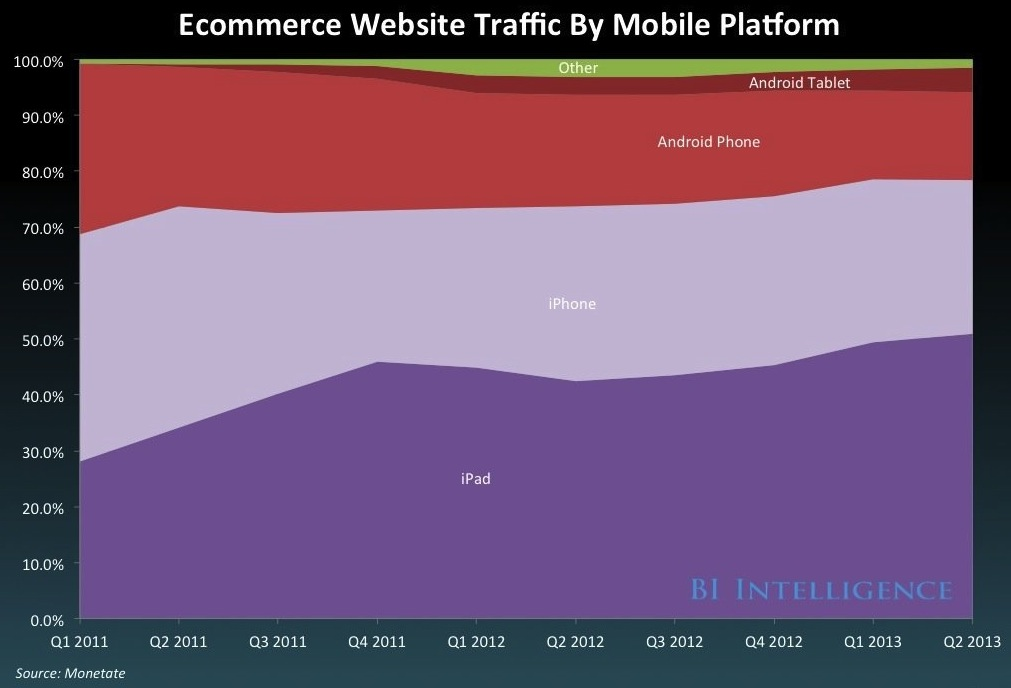 Ecommerce Website Traffic By Mobile Platform
100.0%
90.0%
80.0%
70.0%
60.0%
50.0%
40.0%
30.0%
20.0%
10.0%
0.0%
Other
Android Tablet
Android Phone
iPhone
iPad
BI INTELLIGENCE
Q1 2011 Q2 2011 Q3 2011 Q4 2011 Q1 2012 Q2 2012 Q3 2012 Q4 2012 Q1 2013 Q2 2013
Source: Monetate